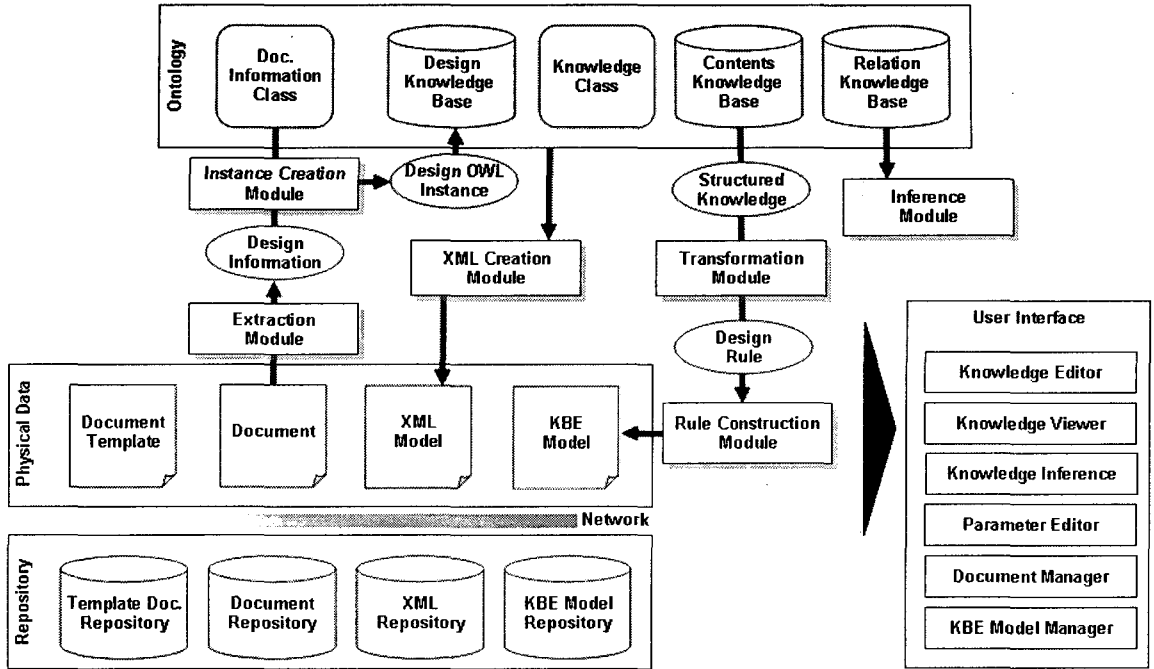 Ontology
Doc.
Information
Class
Design
Knowledge
Base
Knowledge
Class
Contents
Knowledge
Base
Relation
Knowledge
Base
Instance Creation
Module
Design OWL
Instance
Structured
Knowledge
Inference
Module
Design
Information
XML Creation
Module
Transformation
Module
Extraction
Module
Design
Rule
Physical Data
Document
Template
Document
XML
Model
KBE
Model
Rule Construction
Module
Network
Repository
Template Doc.
Repository
Document
Repository
XML
Repository
KBE Model
Repository
User Interface
Knowledge Editor
Knowledge Viewer
Knowledge Inference
Parameter Editor
Document Manager
KBE Model Manager